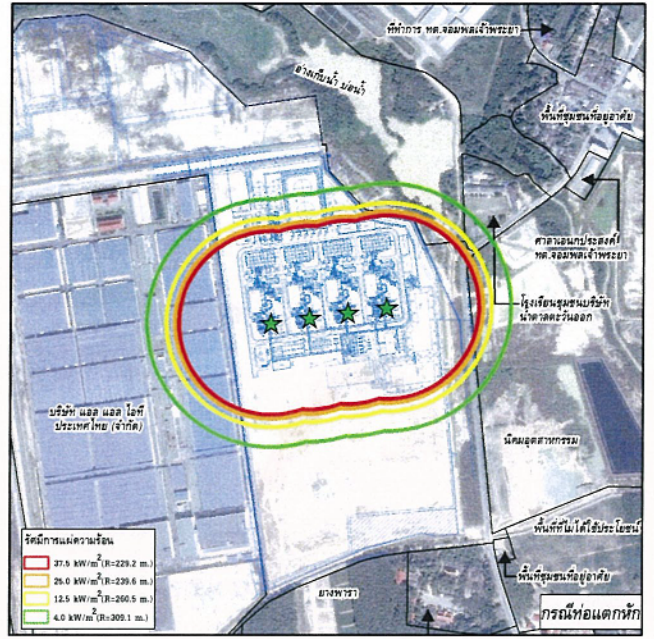 ที่ทำการ ทต.จอมพลเจ้าพระยา
อ่างเก็บน้ำ บ่อน้ำ
พื้นที่ชุมชนที่อยู่อาศัย
ศาลาเอนกประสงค์
ทต.จอมพลเจ้าพระยา
โรงเรียนชุมชนบริษัท
น้ำตาลตะวันออก
บริษัท แอล แอล ไอที
ประเทศไทย (จำกัด)
นิคมอุตสาหกรรม
พื้นที่ที่ไม่ได้ใช้ประโยชน์
พื้นที่ชุมชนที่อยู่อาศัย
ยางพารา
รัศมีการแผ่ความร้อน
37.5 kW/m²(R=229.2 m.)
25.0 kW/m²(R=239.6 m.)
12.5 kW/m²(R=260.5 m.)
4.0 kW/m²(R=309.1 m.)
กรณีท่อแตกหัก